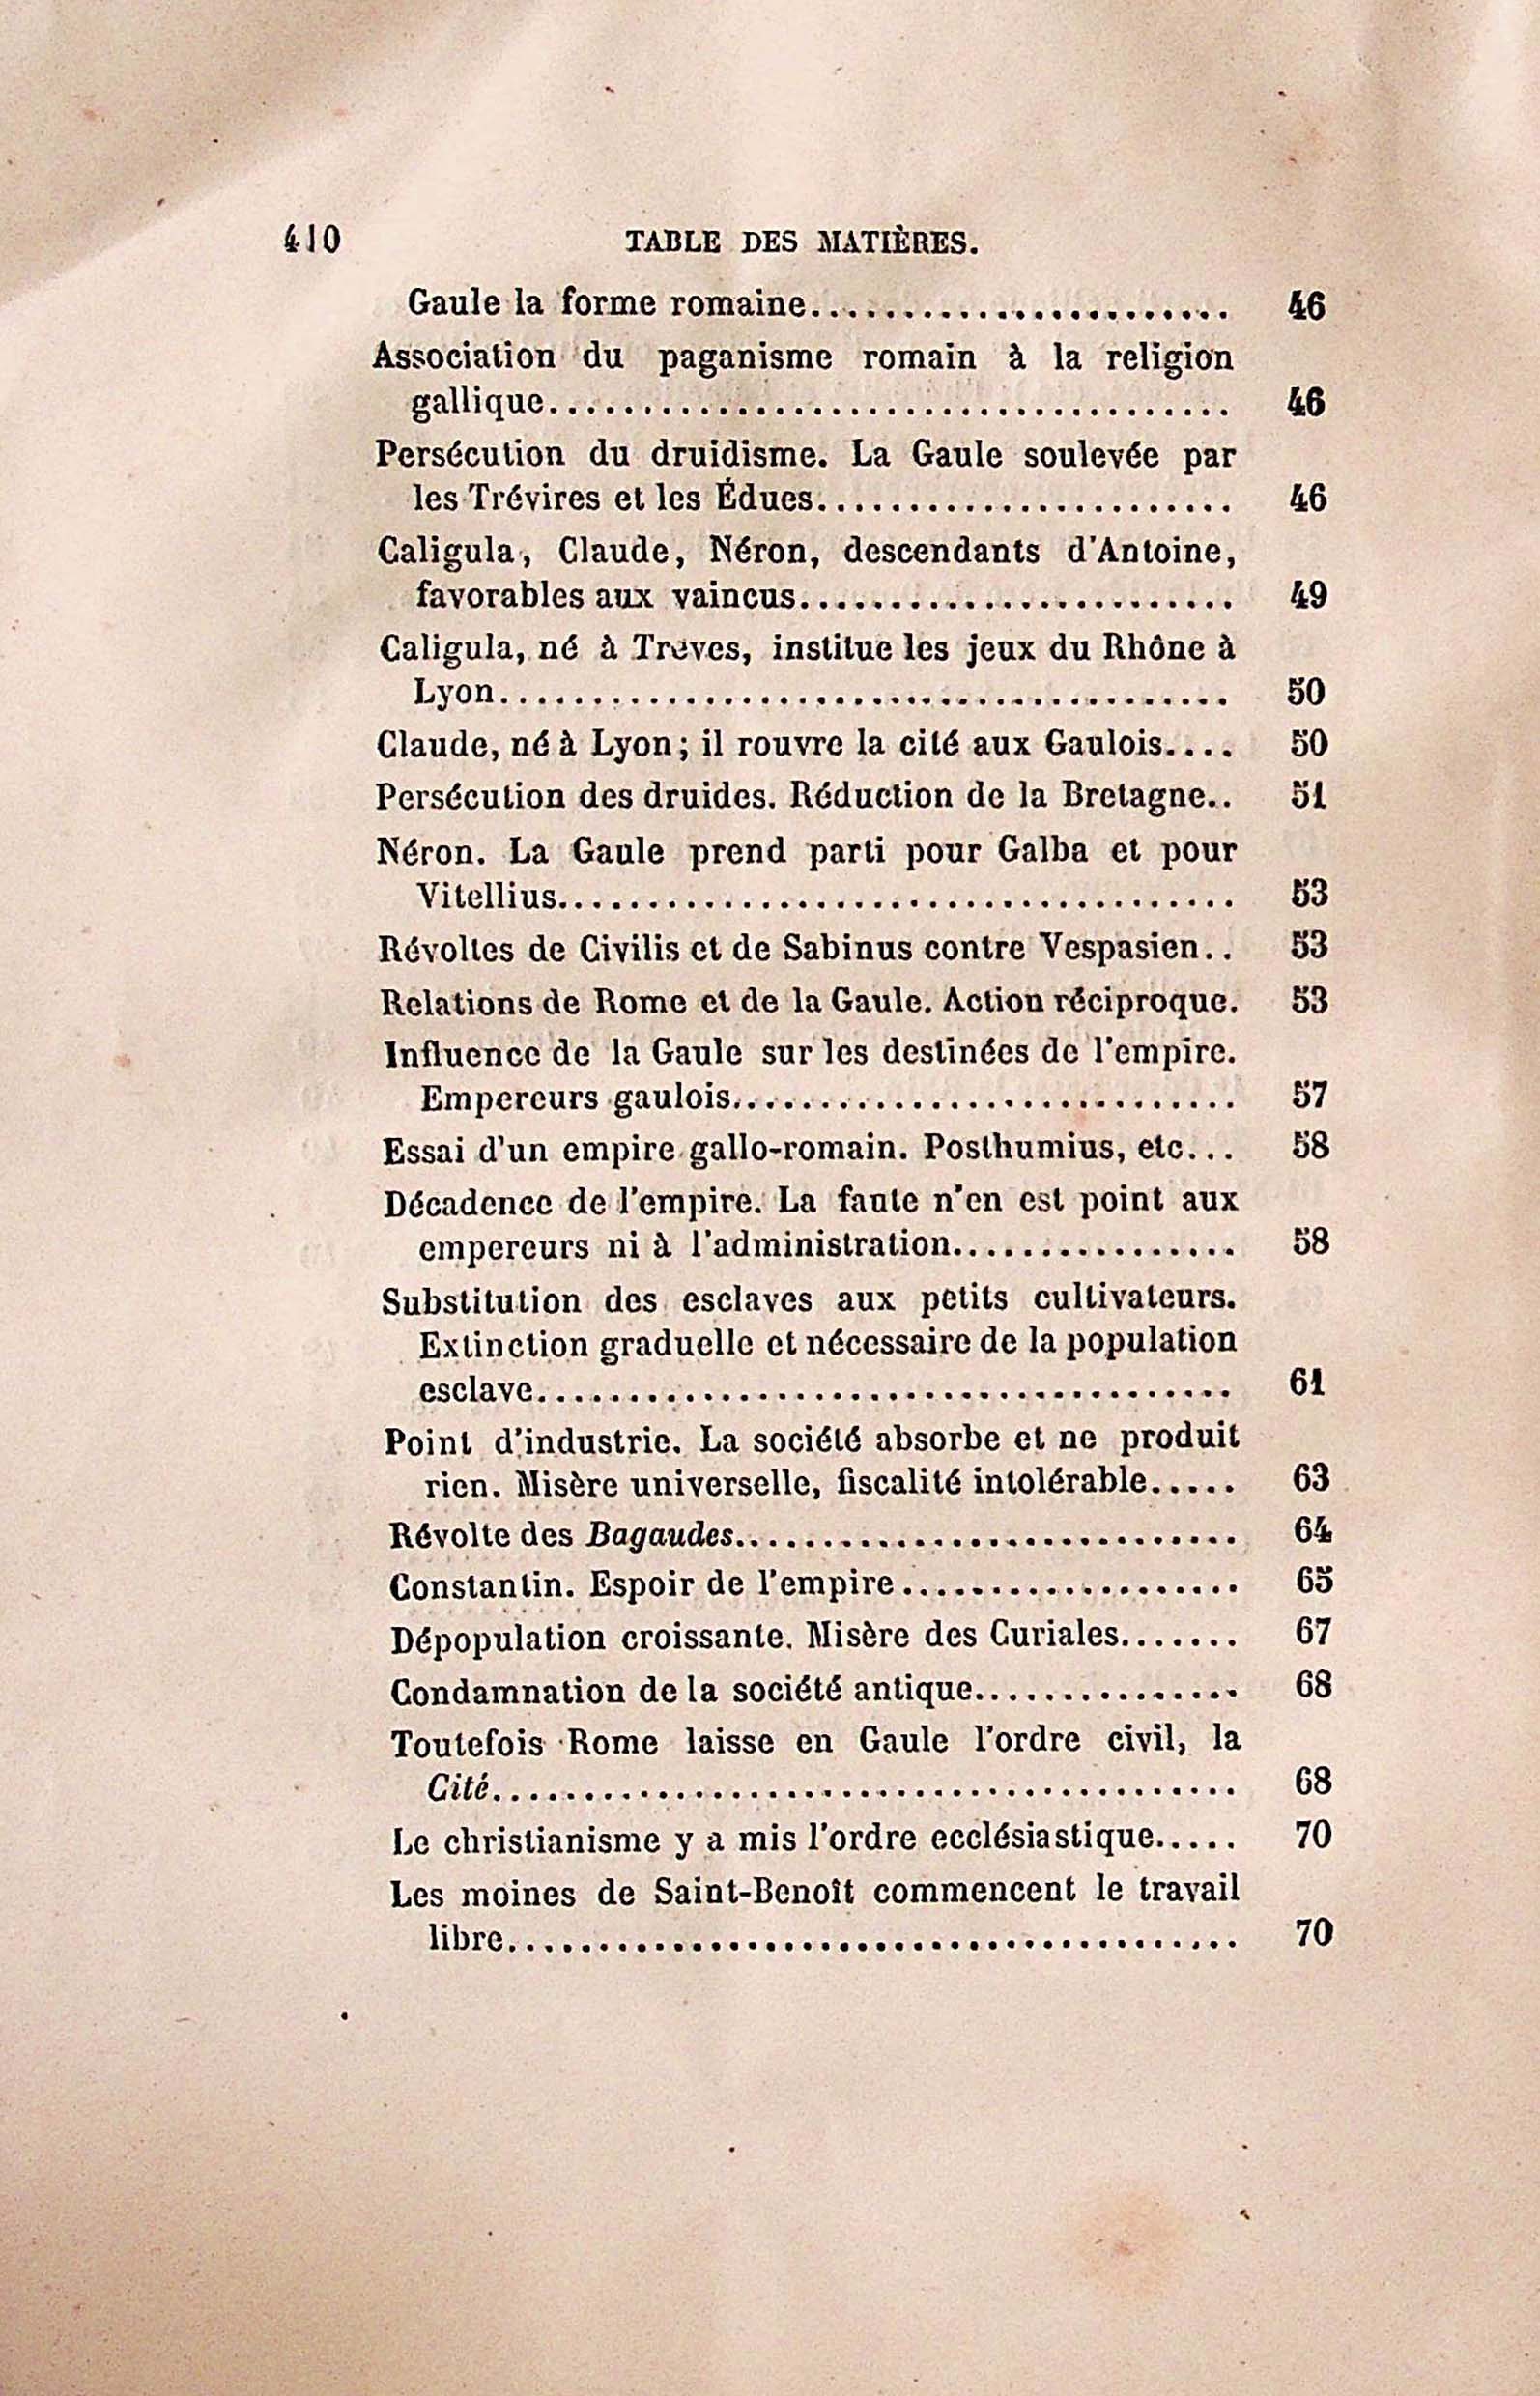 410 TABLE DES MATIÈRES.
Gaule la forme romaine....................... 46
Association du paganisme romain à la religion
gallique..................................... 46
Persécution du druidisme. La Gaule soulevée par
les Trévires et les Édues....................... 46
Caligula, Claude, Néron, descendants d'Antoine,
favorables aux vaincus........................ 49
Caligula, né à Trèves, institue les jeux du Rhône à
Lyon........................................ 50
Claude, né à Lyon; il rouvre la cité aux Gaulois.... 50
Persécution des druides. Réduction de la Bretagne.. 51
Néron. La Gaule prend parti pour Galba et pour
Vitellius..................................... 53
Révoltes de Civilis et de Sabinus contre Vespasien.. 53
Relations de Rome et de la Gaule. Action réciproque. 53
Influence de la Gaule sur les destinées de l'empire.
Empereurs gaulois............................ 57
Essai d'un empire gallo-romain. Posthumius, etc... 58
Décadence de l'empire. La faute n'en est point aux
empereurs ni à l'administration................ 58
Substitution des esclaves aux petits cultivateurs.
Extinction graduelle et nécessaire de la population
esclave...................................... 61
Point d'industrie. La société absorbe et ne produit
rien. Misère universelle, fiscalité intolérable..... 63
Révolte des Bagaudes............................ 64
Constantin. Espoir de l'empire................... 65
Dépopulation croissante. Misère des Curiales....... 67
Condamnation de la société antique............... 68
Toutefois Rome laisse en Gaule l'ordre civil, la
Cité......................................... 68
Le christianisme y a mis l'ordre ecclésiastique..... 70
Les moines de Saint-Benoît commencent le travail
libre........................................ 70